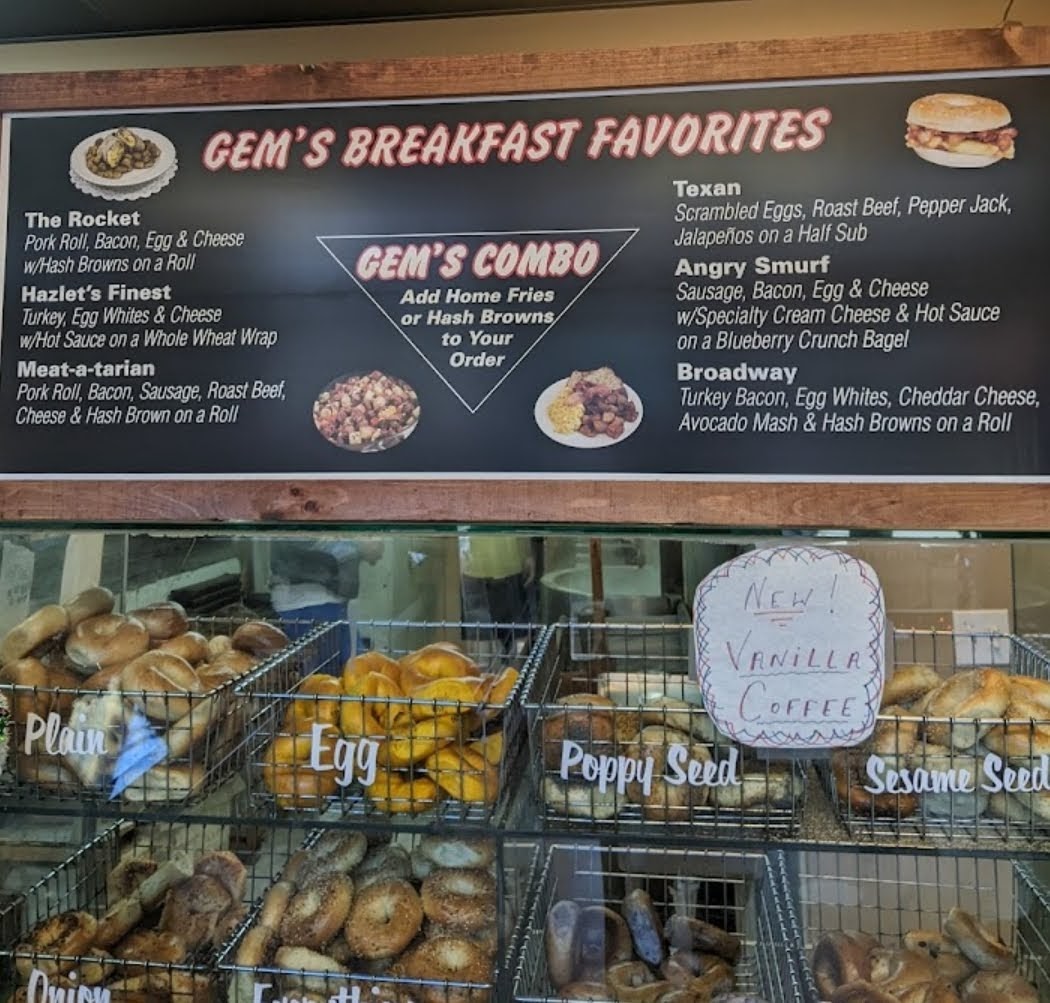 GEM'S BREAKFAST FAVORITES
The Rocket
Pork Roll, Bacon, Egg & Cheese
w/Hash Browns on a Roll
Hazlet's Finest
Turkey, Egg Whites & Cheese
w/Hot Sauce on a Whole Wheat Wrap
Meat-a-tarian
Pork Roll, Bacon, Sausage, Roast Beef,
Cheese & Hash Brown on a Roll
GEM'S COMBO
Add Home Fries
or Hash Browns
to Your
Order
Texan
Scrambled Eggs, Roast Beef, Pepper Jack,
Jalapeños on a Half Sub
Angry Smurf
Sausage, Bacon, Egg & Cheese
w/Specialty Cream Cheese & Hot Sauce
on a Blueberry Crunch Bagel
Broadway
Turkey Bacon, Egg Whites, Cheddar Cheese,
Avocado Mash & Hash Browns on a Roll
NEW!
VANILLA
COFFEE
Plain
Egg
Poppy Seed
Sesame Seed
Onion
Everything